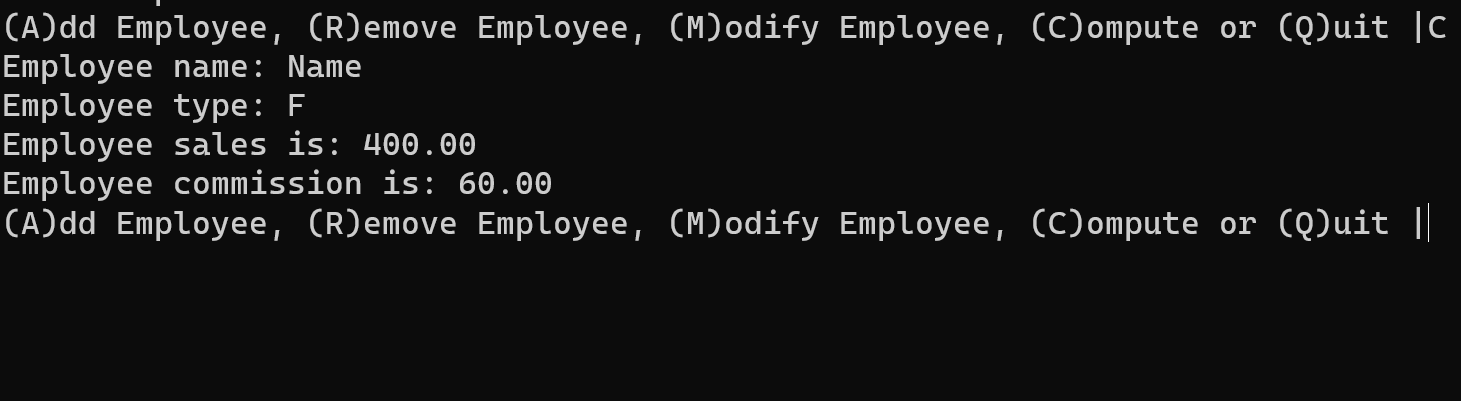 (A)dd Employee, (R)emove Employee, (M)odify Employee, (C)ompute or (Q)uit |C
Employee name: Name
Employee type: F
Employee sales is: 400.00
Employee commission is: 60.00
(A)dd Employee, (R)emove Employee, (M)odify Employee, (C)ompute or (Q)uit |